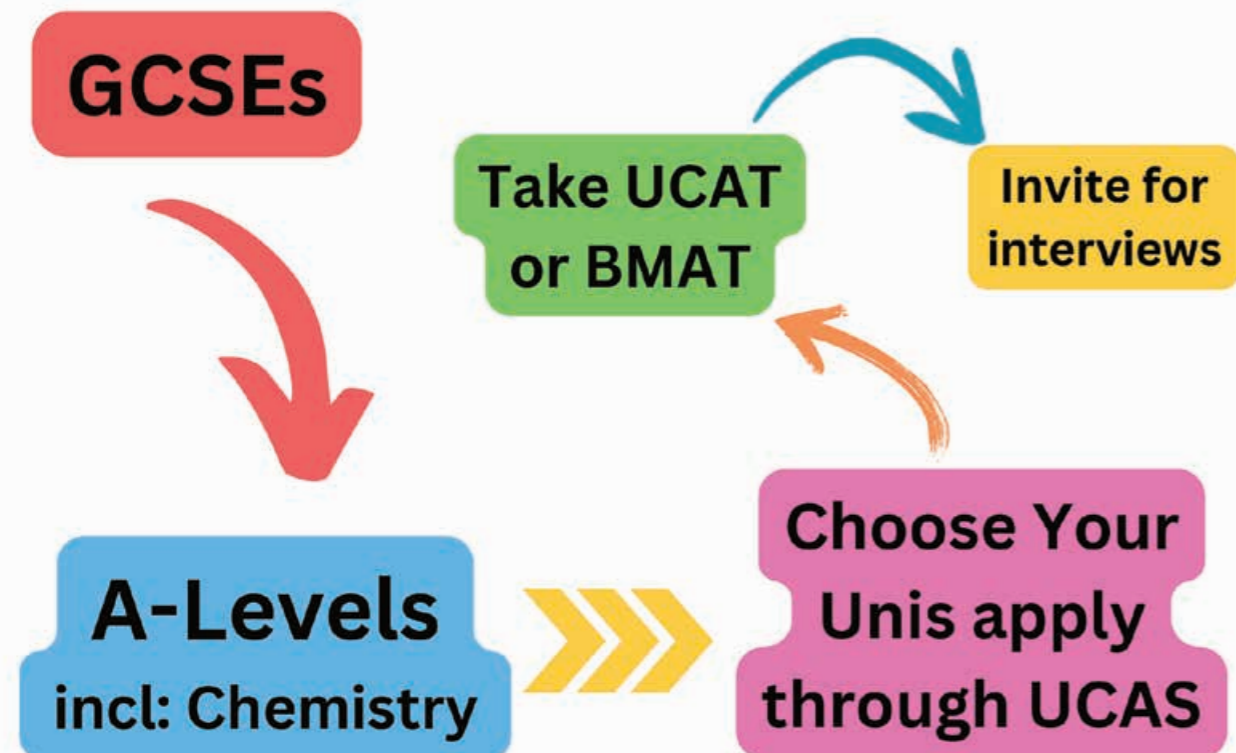 GCSEs
A-Levels
incl: Chemistry
Choose Your
Unis apply
through UCAS
Take UCAT
or BMAT
Invite for
interviews